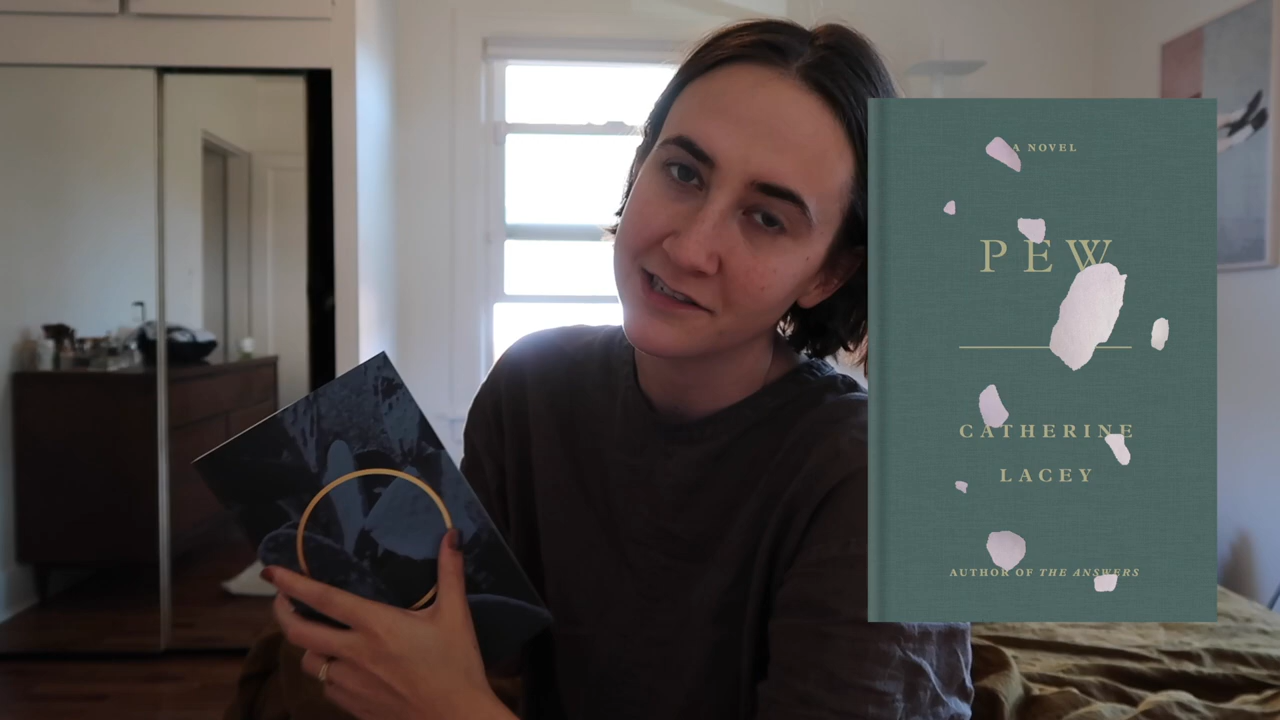 A NOVEL
PEW
CATHERINE
LACEY
AUTHOR OF THE ANSWERS